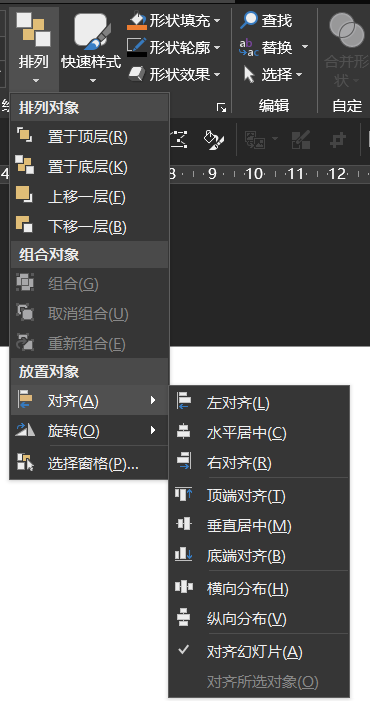 排列
快速样式
形状填充
形状轮廓
形状效果
查找
替换
选择
编辑
合并形
状
自定
排列对象
置于顶层(R)
置于底层(K)
上移一层(F)
下移一层(B)
组合对象
组合(G)
取消组合(U)
重新组合(E)
放置对象
对齐(A)
旋转(O)
选择窗格(P)...
8 9 10 11 12
左对齐(L)
水平居中(C)
右对齐(R)
顶端对齐(T)
垂直居中(M)
底端对齐(B)
横向分布(H)
纵向分布(V)
对齐幻灯片(A)
对齐所选对象(O)